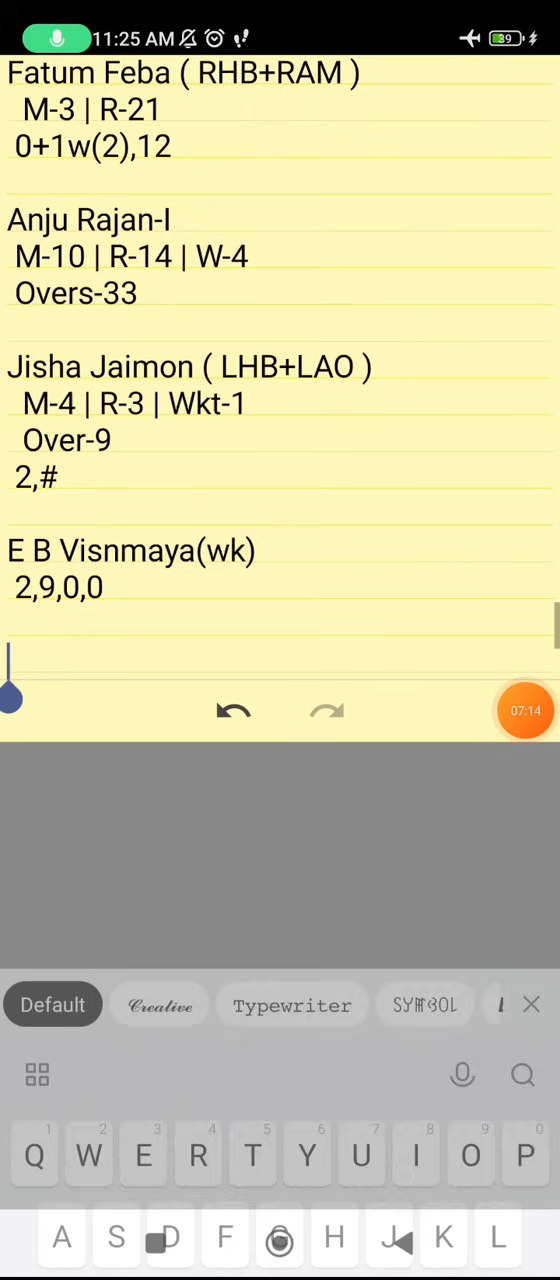 11:25 AM
39
Fatum Feba ( RHB+RAM )
M-3 | R-21
0+1w(2),12
Anju Rajan-I
M-10 | R-14 | W-4
Overs-33
Jisha Jaimon ( LHB+LAO )
M-4 | R-3 | Wkt-1
Over-9
2,#
E B Visnmaya(wk)
2,9,0,0
07:14
Default
Creative
Typewriter
SYMBOL
1 2 3 4 5 6 7 8 9 0
Q W E R T Y U I O P
A S D F G H J K L